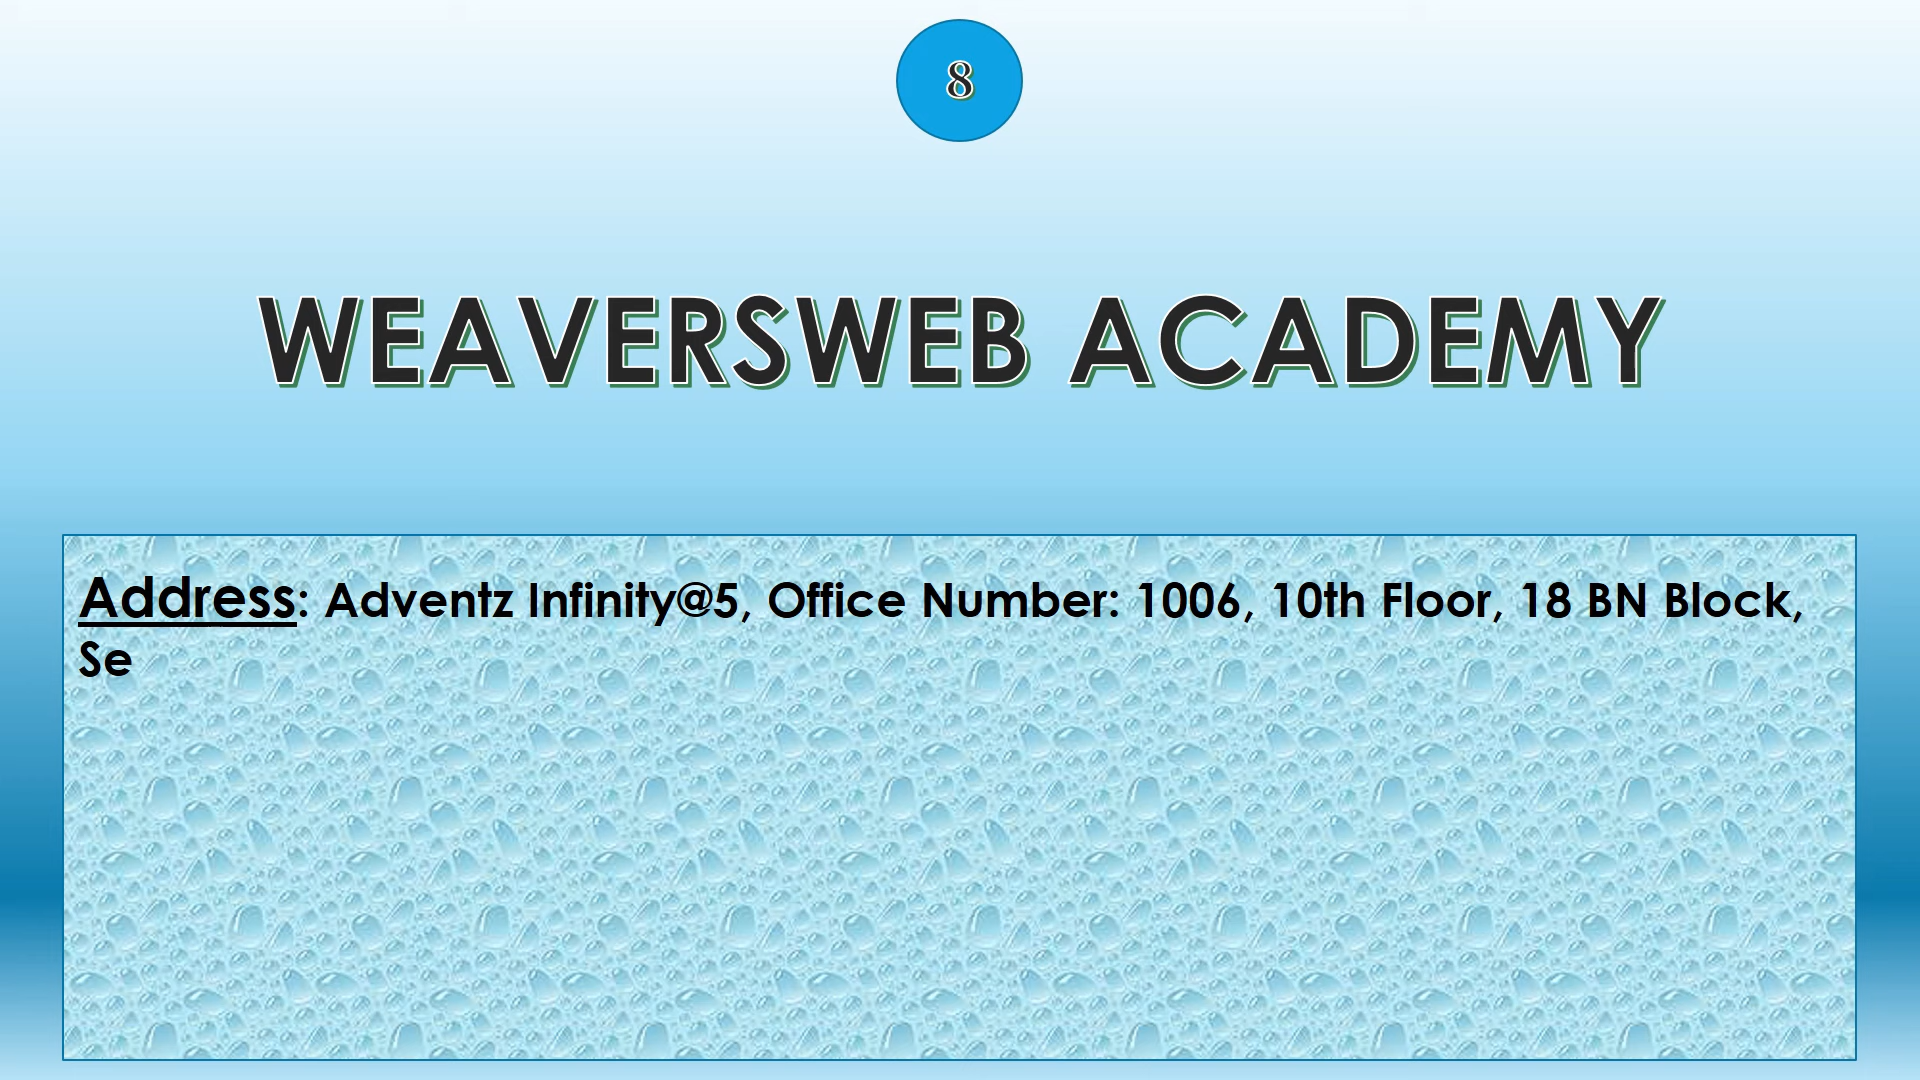 8
WEAVERSWEB ACADEMY
Address: Adventz Infinity@5, Office Number: 1006, 10th Floor, 18 BN Block,
Se